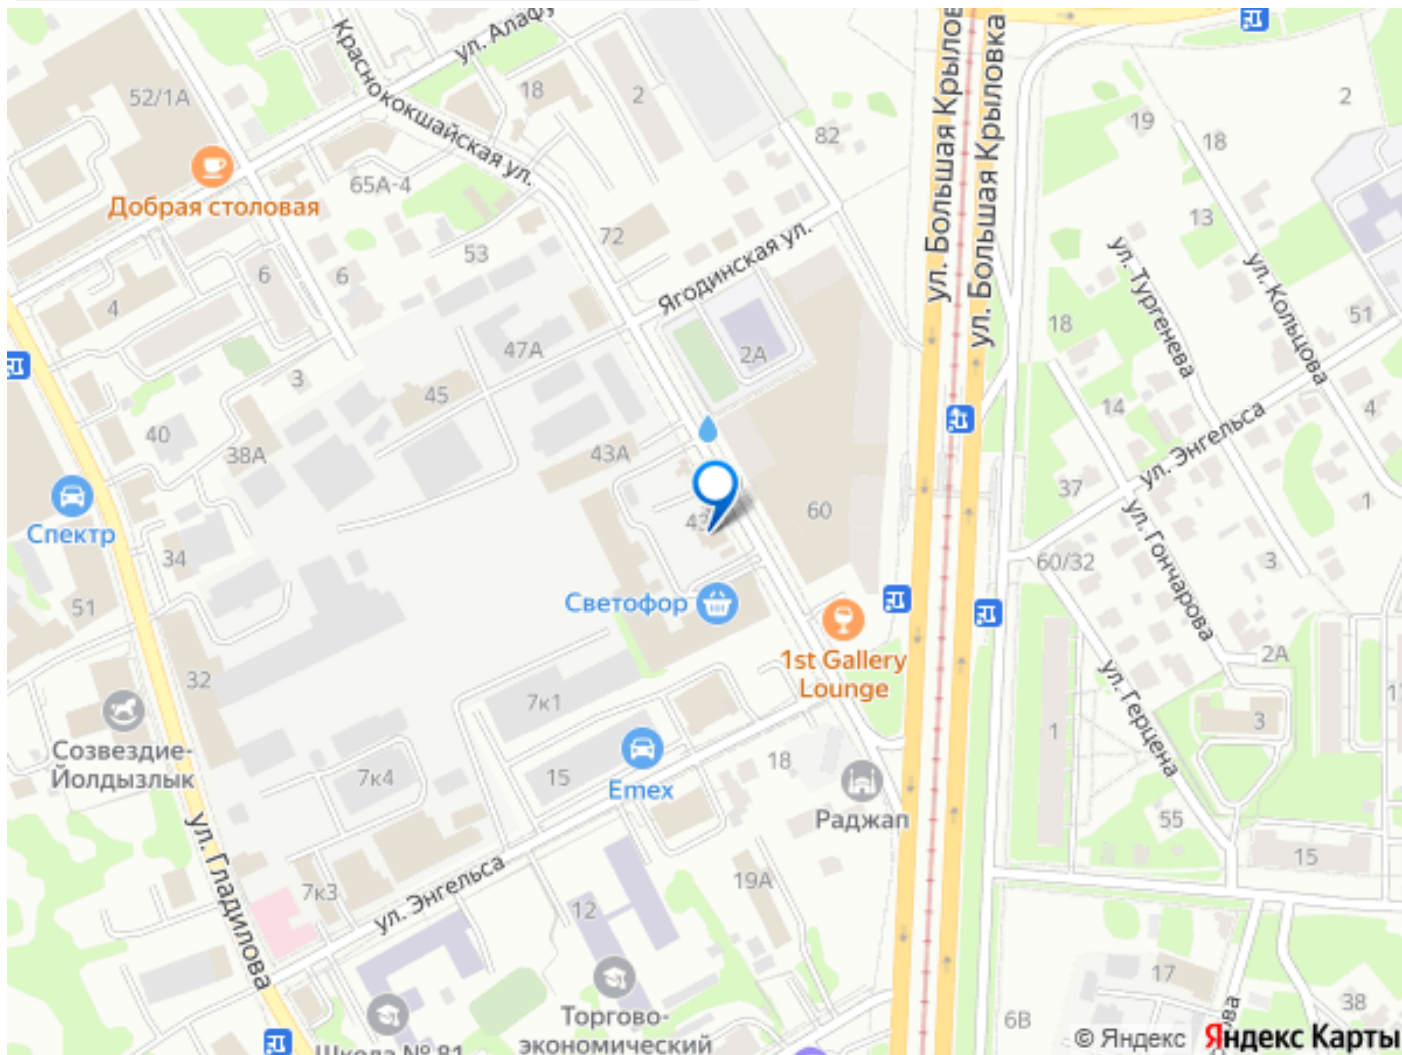 ул. Большая Крыловка
ул. Большая Крыловка
Краснококшайская ул.
52/1А
18
2
82
19
18
2
Добрая столовая
65А-4
13
53
72
Ягодинская ул.
ул. Тургенева
ул. Кольцова
6
6
4
47А
2А
18
51
3
45
14
4
40
38А
43А
ул. Энгельса
37
Спектр
60
1
34
ул. Гончарова
60/32
3
51
Светофор
1st Gallery
Lounge
2А
32
7к1
ул. Герцена
1
3
Созвездие-
Йолдызлык
7к4
15
Emex
18
Раджап
55
ул. Гладилова
15
7к3
ул. Энгельса
19А
12
17
38
6В
Торгово-
экономический
Школа № 81
© Яндекс Яндекс Карты